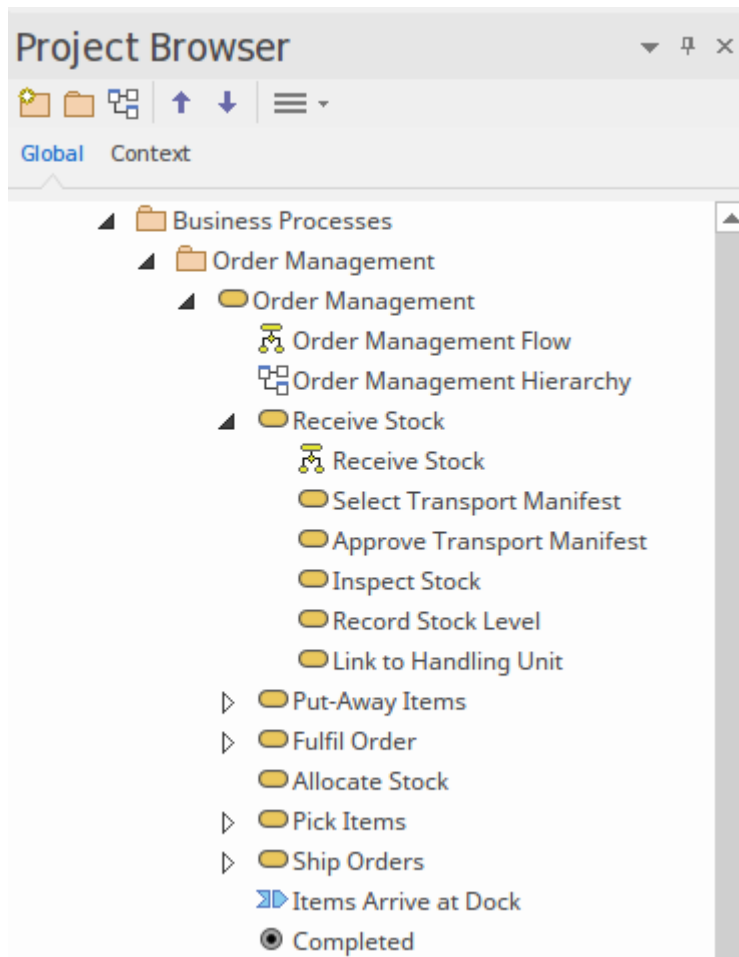 Project Browser
Global Context
Business Processes
Order Management
Order Management
Order Management Flow
Order Management Hierarchy
Receive Stock
Receive Stock
Select Transport Manifest
Approve Transport Manifest
Inspect Stock
Record Stock Level
Link to Handling Unit
Put-Away Items
Fulfil Order
Allocate Stock
Pick Items
Ship Orders
Items Arrive at Dock
Completed